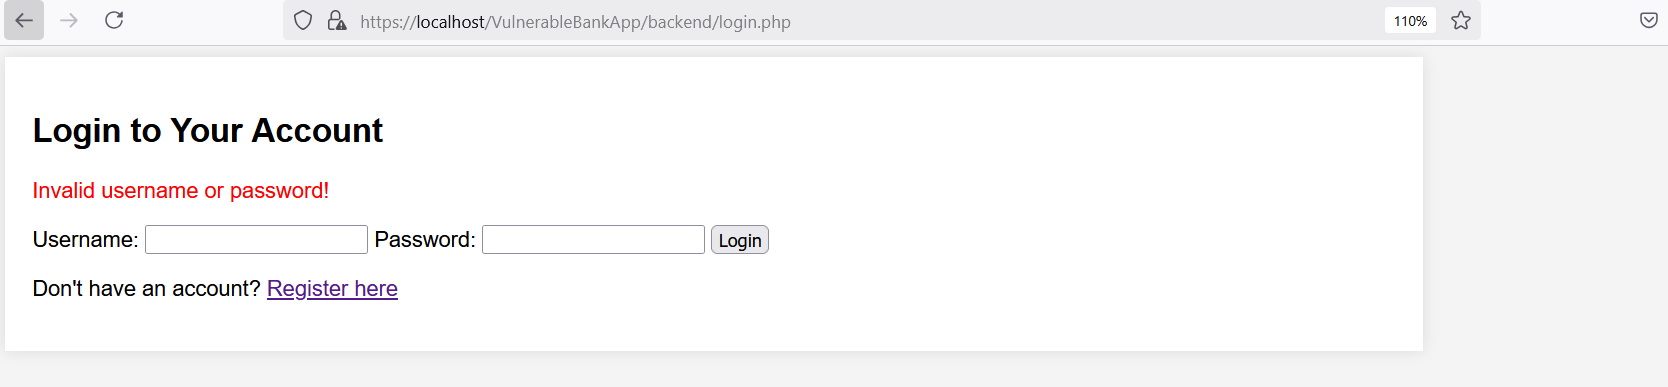 https://localhost/VulnerableBankApp/backend/login.php 110%
Login to Your Account
Invalid username or password!
Username: Password: Login
Don't have an account? Register here